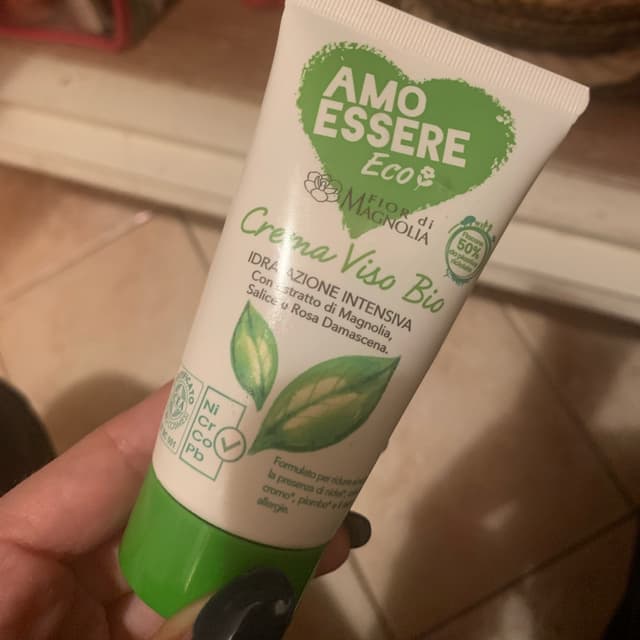 AMO
ESSERE
Eco
FIOR di
MAGNOLIA
50%
Crema Viso Bio
IDRATAZIONE INTENSIVA
Con estratto di Magnolia,
Salice e Rosa Damascena.
Ni
Cr
Co
Pb
Formulato per ridurre
la presenza di nichel*,
cromo*, piombo* e il
allergie.